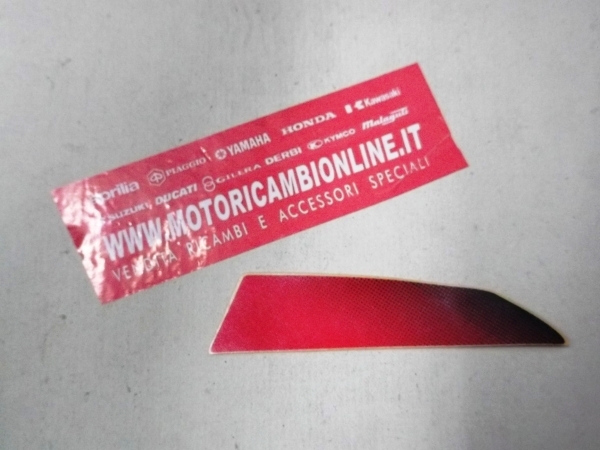 aprilia PIAGGIO YAMAHA HONDA Kawasaki
SUZUKI DUCATI GILERA DERBI KYMCO Malaguti
WWW.MOTORICAMBIONLINE.IT
VENDITA RICAMBI E ACCESSORI SPECIALI